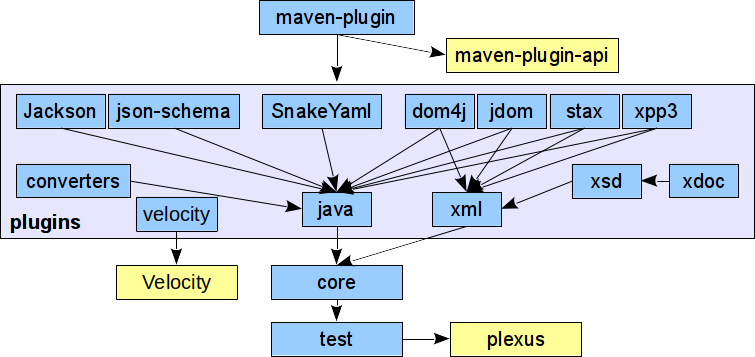 maven-plugin
maven-plugin-api
Jackson
json-schema
SnakeYaml
dom4j
jdom
stax
xpp3
converters
velocity
java
xml
xsd
xdoc
plugins
Velocity
core
test
plexus